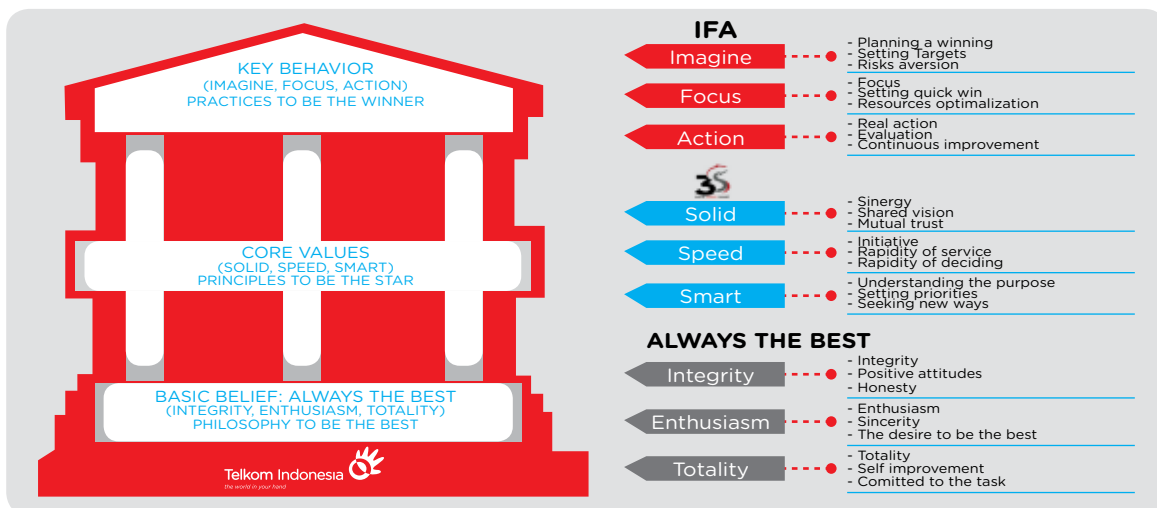 KEY BEHAVIOR
(IMAGINE, FOCUS, ACTION)
PRACTICES TO BE THE WINNER
CORE VALUES
(SOLID, SPEED, SMART)
PRINCIPLES TO BE THE STAR
BASIC BELIEF: ALWAYS THE BEST
(INTEGRITY, ENTHUSIASM, TOTALITY)
PHILOSOPHY TO BE THE BEST
Telkom Indonesia
the world in your hand
IFA
Imagine
- Planning a winning
- Setting Targets
- Risks aversion
Focus
- Focus
- Setting quick win
- Resources optimalization
Action
- Real action
- Evaluation
- Continuous improvement
3S
Solid
- Sinergy
- Shared vision
- Mutual trust
Speed
- Initiative
- Rapidity of service
- Rapidity of deciding
Smart
- Understanding the purpose
- Setting priorities
- Seeking new ways
ALWAYS THE BEST
Integrity
- Integrity
- Positive attitudes
- Honesty
Enthusiasm
- Enthusiasm
- Sincerity
- The desire to be the best
Totality
- Totality
- Self improvement
- Comitted to the task